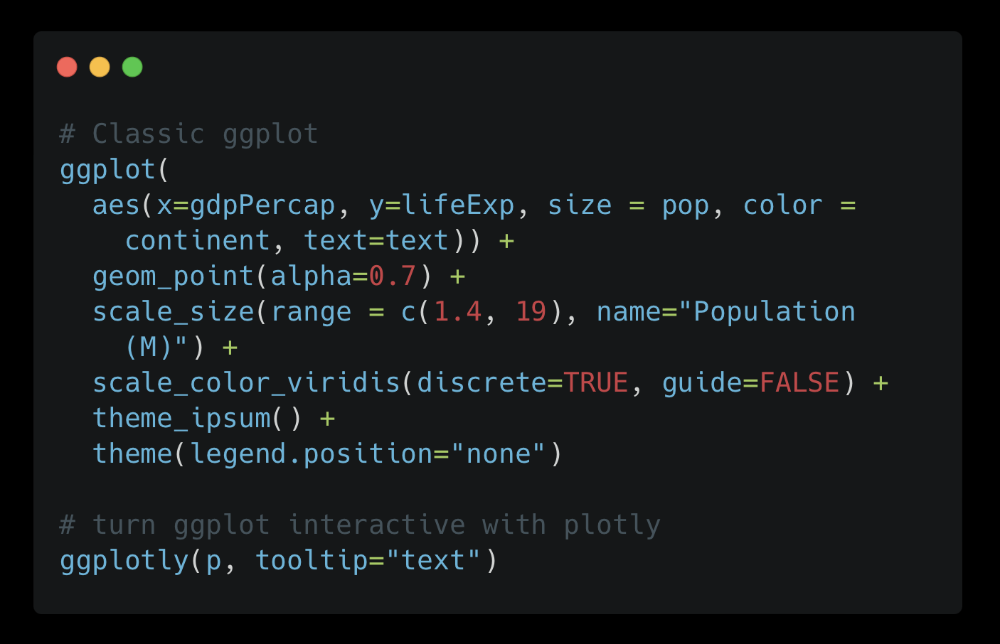 # Classic ggplot
ggplot(
  aes(x=gdpPercap, y=lifeExp, size = pop, color =
    continent, text=text)) +
  geom_point(alpha=0.7) +
  scale_size(range = c(1.4, 19), name="Population
    (M)") +
  scale_color_viridis(discrete=TRUE, guide=FALSE) +
  theme_ipsum() +
  theme(legend.position="none")

# turn ggplot interactive with plotly
ggplotly(p, tooltip="text")